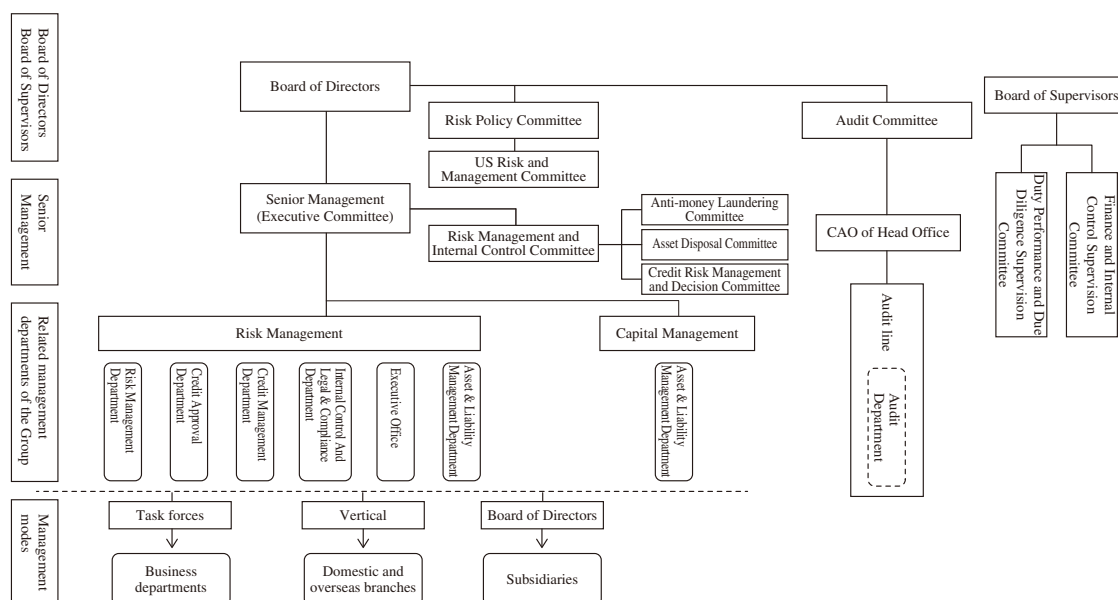 Board of Directors
Board of Supervisors
Board of Directors
Risk Policy Committee
US Risk and
Management Committee
Audit Committee
Board of Supervisors
Duty Performance and Due
Diligence Supervision
Committee
Finance and Internal
Control Supervision
Committee
Senior
Management
Senior Management
(Executive Committee)
Risk Management and
Internal Control Committee
Anti-money Laundering
Committee
Asset Disposal Committee
Credit Risk Management
and Decision Committee
CAO of Head Office
Related management
departments of the Group
Risk Management
Capital Management
Audit line
Audit
Department
Risk Management
Department
Credit Approval
Department
Credit Management
Department
Internal Control And
Legal & Compliance
Department
Executive Office
Asset & Liability
Management Department
Asset & Liability
Management Department
Management
modes
Task forces
Vertical
Board of Directors
Business
departments
Domestic and
overseas branches
Subsidiaries